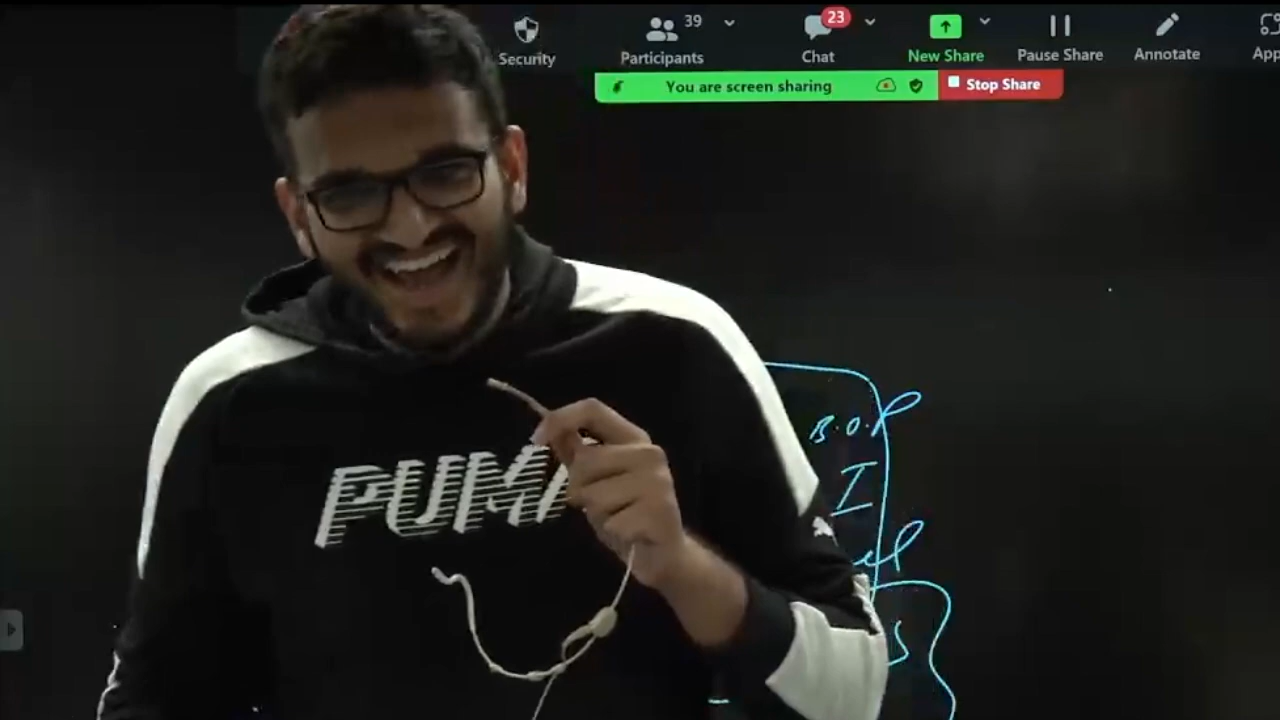 39
23
Security
Participants
Chat
New Share
Pause Share
Annotate
You are screen sharing
Stop Share
B.O.P
I
PUMA